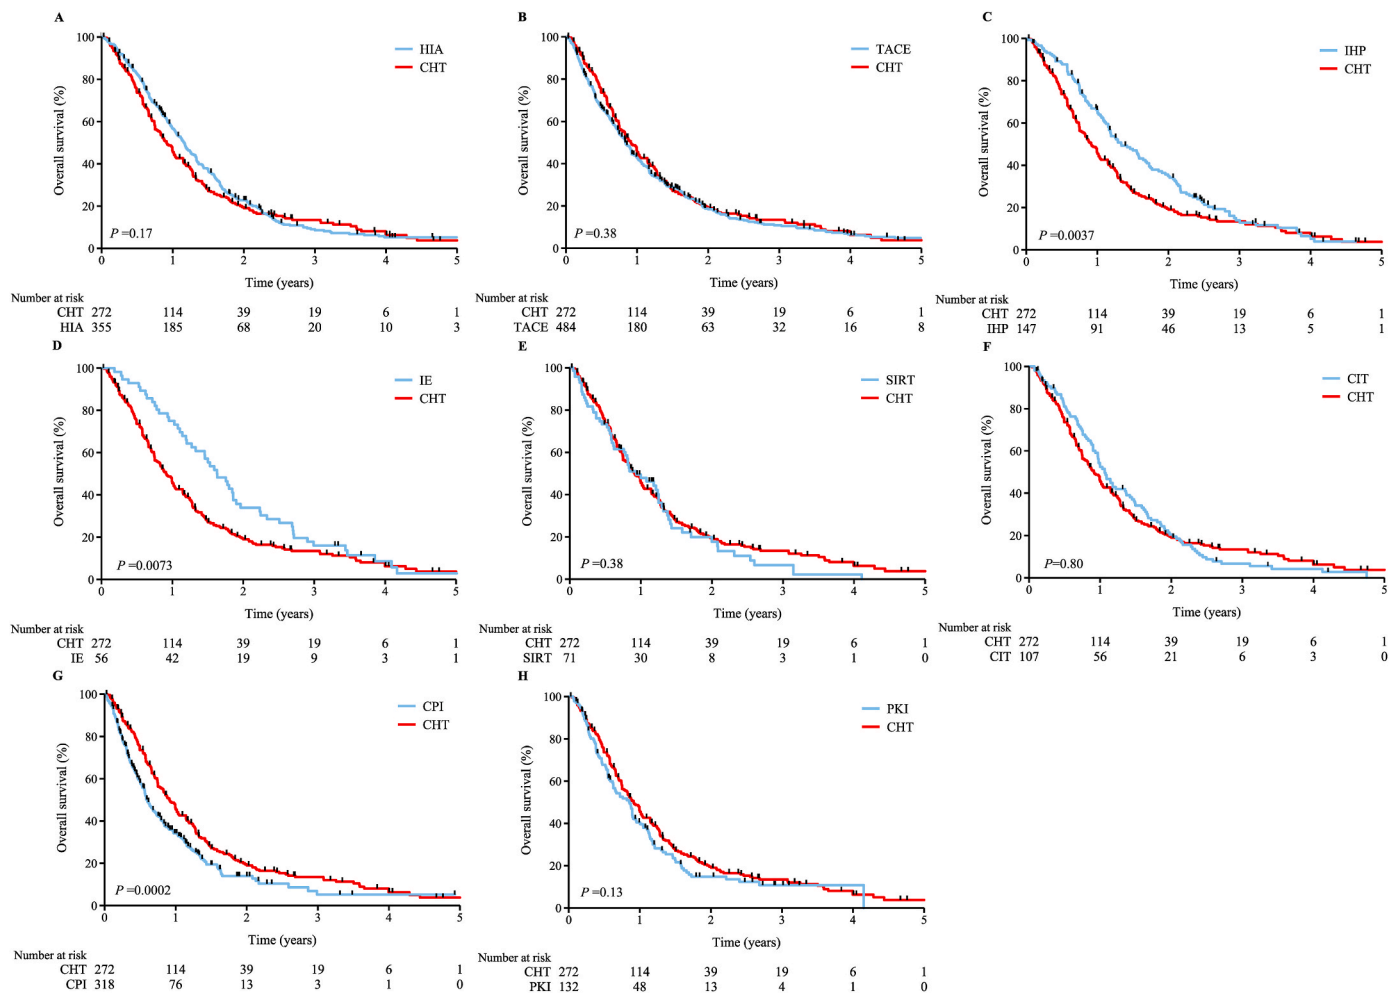 A
Overall survival (%)
100
80
60
40
20
0
HIA
CHT
P =0.17
0 1 2 3 4 5
Time (years)
Number at risk
CHT 272 114 39 19 6 1
HIA 355 185 68 20 10 3
B
Overall survival (%)
100
80
60
40
20
0
TACE
CHT
P =0.38
0 1 2 3 4 5
Time (years)
Number at risk
CHT 272 114 39 19 6 1
TACE 484 180 63 32 16 8
C
Overall survival (%)
100
80
60
40
20
0
IHP
CHT
P =0.0037
0 1 2 3 4 5
Time (years)
Number at risk
CHT 272 114 39 19 6 1
IHP 147 91 46 13 5 1
D
Overall survival (%)
100
80
60
40
20
0
IE
CHT
P =0.0073
0 1 2 3 4 5
Time (years)
Number at risk
CHT 272 114 39 19 6 1
IE 56 42 19 9 3 1
E
Overall survival (%)
100
80
60
40
20
0
SIRT
CHT
P=0.38
0 1 2 3 4 5
Time (years)
Number at risk
CHT 272 114 39 19 6 1
SIRT 71 30 8 3 1 0
F
Overall survival (%)
100
80
60
40
20
0
CIT
CHT
P=0.80
0 1 2 3 4 5
Time (years)
Number at risk
CHT 272 114 39 19 6 1
CIT 107 56 21 6 3 0
G
Overall survival (%)
100
80
60
40
20
0
CPI
CHT
P =0.0002
0 1 2 3 4 5
Time (years)
Number at risk
CHT 272 114 39 19 6 1
CPI 318 76 13 3 1 0
H
Overall survival (%)
100
80
60
40
20
0
PKI
CHT
P =0.13
0 1 2 3 4 5
Time (years)
Number at risk
CHT 272 114 39 19 6 1
PKI 132 48 13 4 1 0